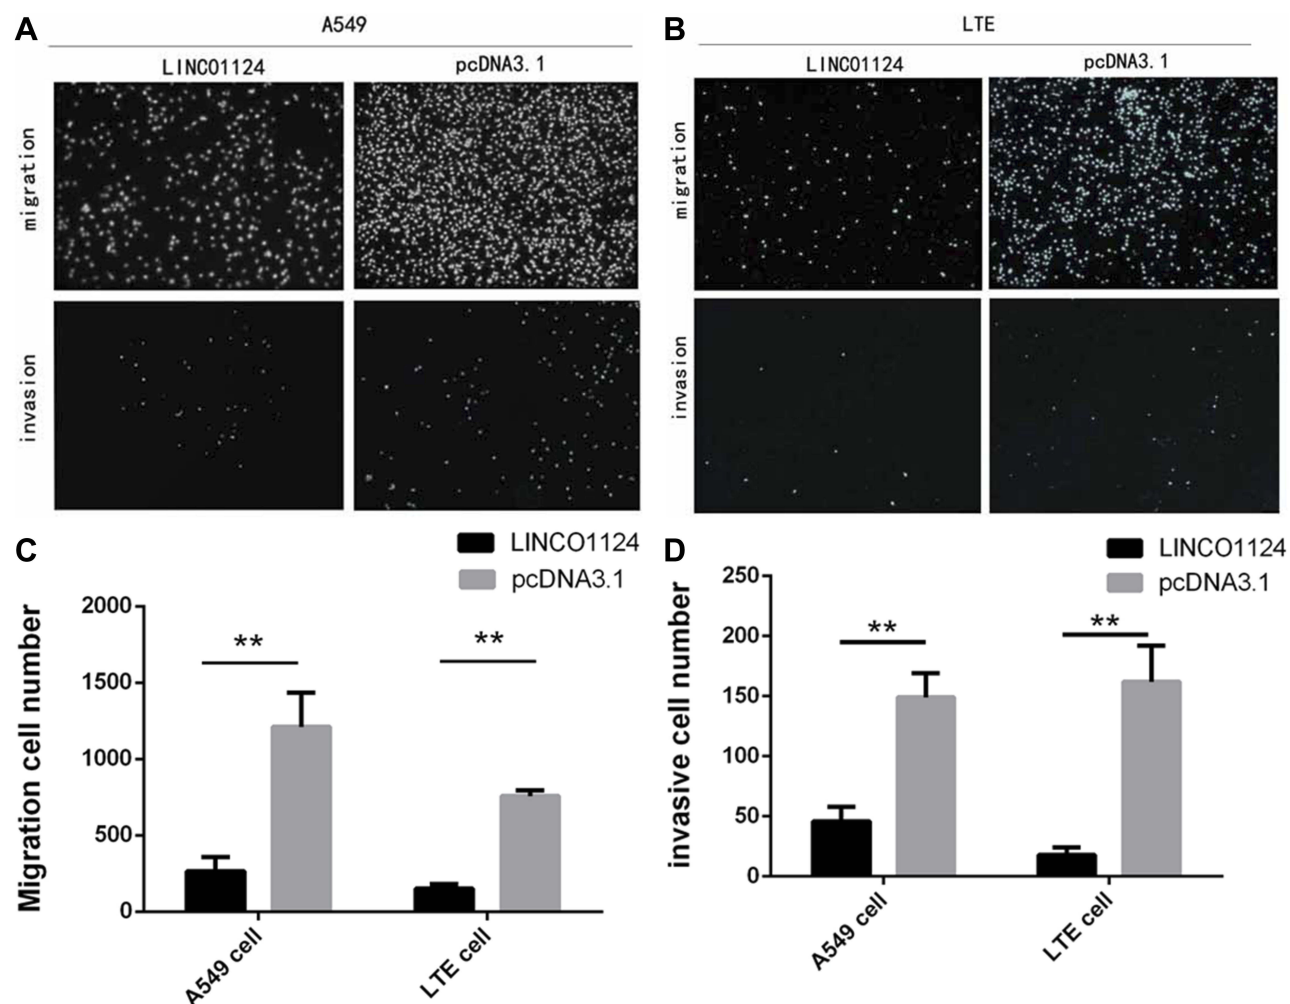 A
A549
LINC01124
pcDNA3.1
migration
invasion
B
LTE
LINC01124
pcDNA3.1
migration
invasion
C
LINCO1124
pcDNA3.1
Migration cell number
2000
1500
1000
500
0
**
**
A549 cell
LTE cell
D
LINCO1124
pcDNA3.1
invasive cell number
250
200
150
100
50
0
**
**
A549 cell
LTE cell